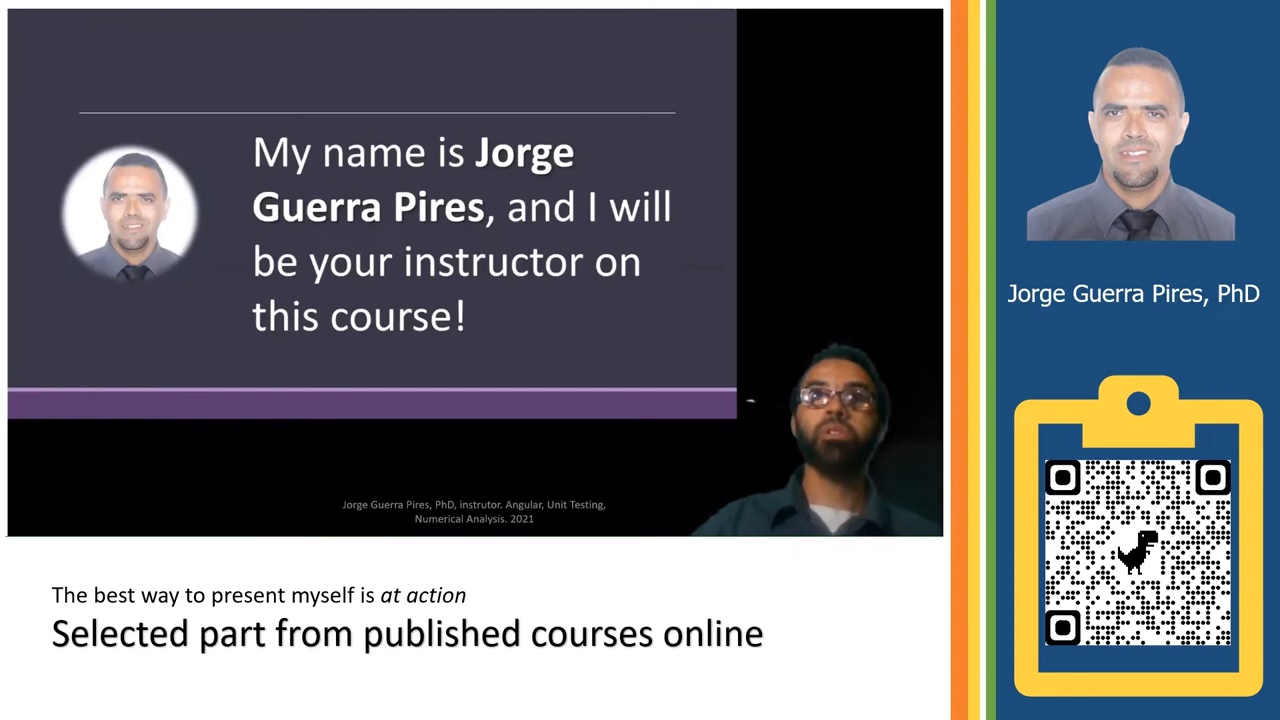 My name is Jorge
Guerra Pires, and I will
be your instructor on
this course!
Jorge Guerra Pires, PhD, instrutor. Angular, Unit Testing,
Numerical Analysis. 2021
The best way to present myself is at action
Selected part from published courses online
Jorge Guerra Pires, PhD